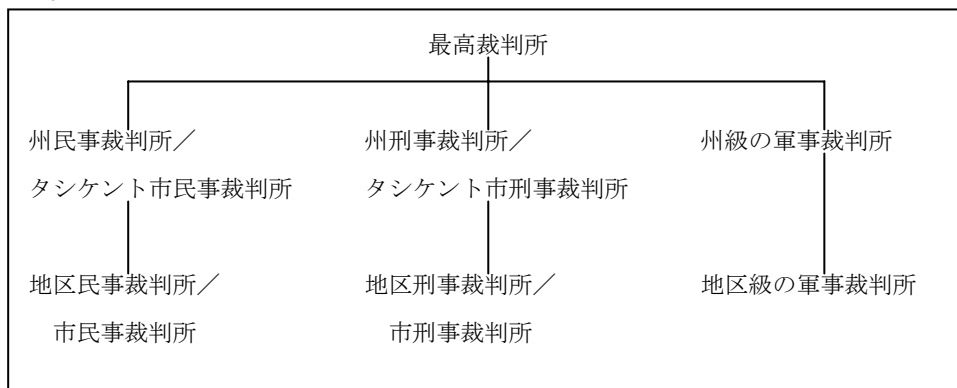 最高裁判所
州民事裁判所／
タシケント市民事裁判所
州刑事裁判所／
タシケント市刑事裁判所
州級の軍事裁判所
地区民事裁判所／
市民事裁判所
地区刑事裁判所／
市刑事裁判所
地区級の軍事裁判所